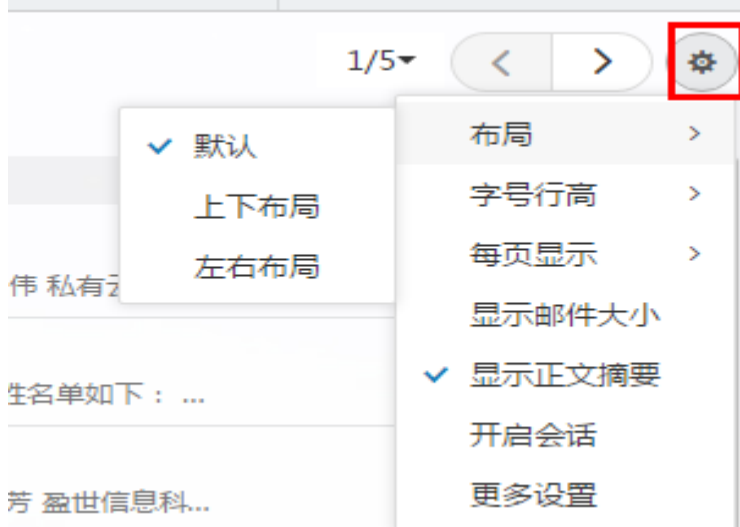 1/5
默认
上下布局
左右布局
布局
字号行高
每页显示
显示邮件大小
显示正文摘要
开启会话
更多设置
伟 私有
姓名单如下： ...
芳 盈世信息科...